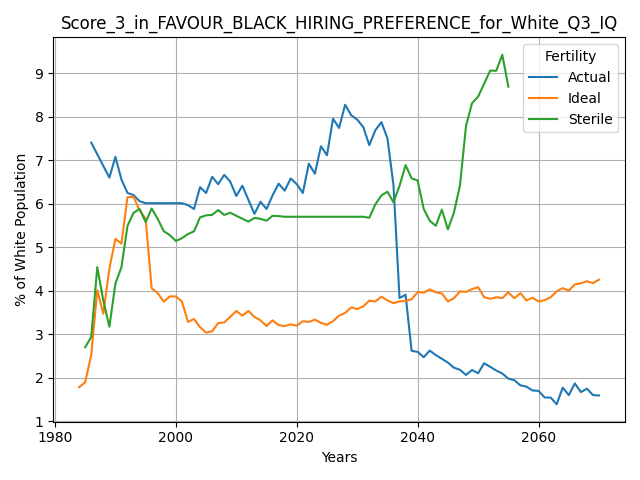 Score_3_in_FAVOUR_BLACK_HIRING_PREFERENCE_for_White_Q3_IQ
Fertility
Actual
Ideal
Sterile
% of White Population
9
8
7
6
5
4
3
2
1
1980
2000
2020
2040
2060
Years